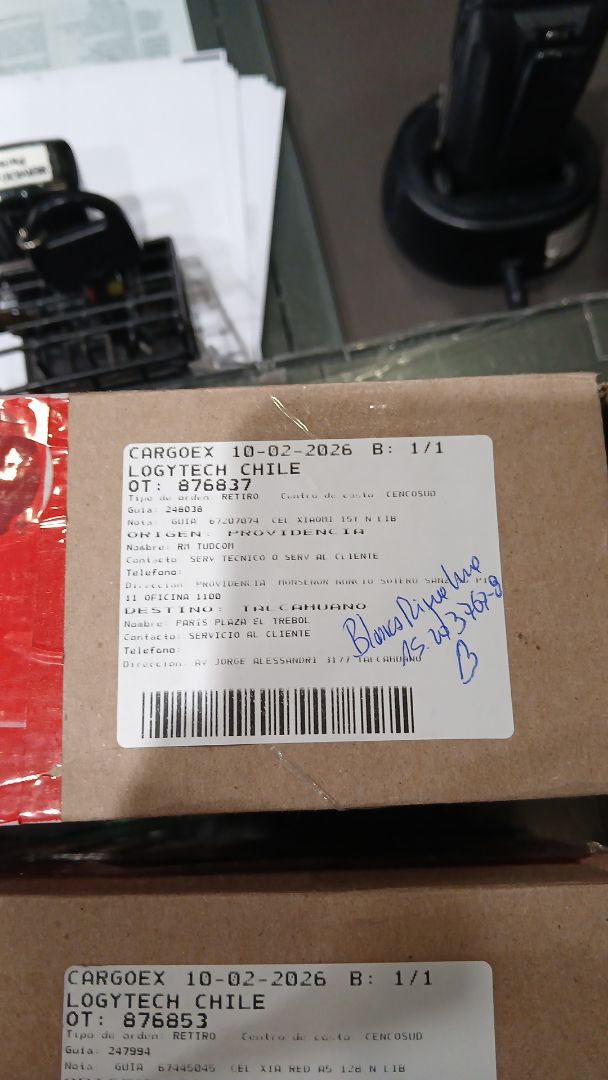 CARGOEX 10-02-2026 B: 1/1
LOGYTECH CHILE
OT: 876837
Tipo de orden: RETIRO Centro de costo CENCOSUD
Guia: 248038
Nota: GUIA 67207074 CEL XIAOMI 15T N LIB
ORIGEN: PROVIDENCIA
Nombre: RM TUDCOM
Contacto: SERV TECNICO O SERV AL CLIENTE
Telefono:
Direccion: PROVIDENCIA MONSENOR NUNCIO SOTERO SANZ
11 OFICINA 1100
DESTINO: TALCAHUANO
Nombre: PARIS PLAZA EL TREBOL
Contacto: SERVICIO AL CLIENTE
Telefono:
Direccion: AV JORGE ALESSANDRI 3177 TALCAHUANO
Blanca Riquelme
CARGOEX 10-02-2026 B: 1/1
LOGYTECH CHILE
OT: 876853
Tipo de orden: RETIRO Centro de costo CENCOSUD
Guia: 247994
Nota GUIA 67445045 CEL XIA RED A5 128 N LIB